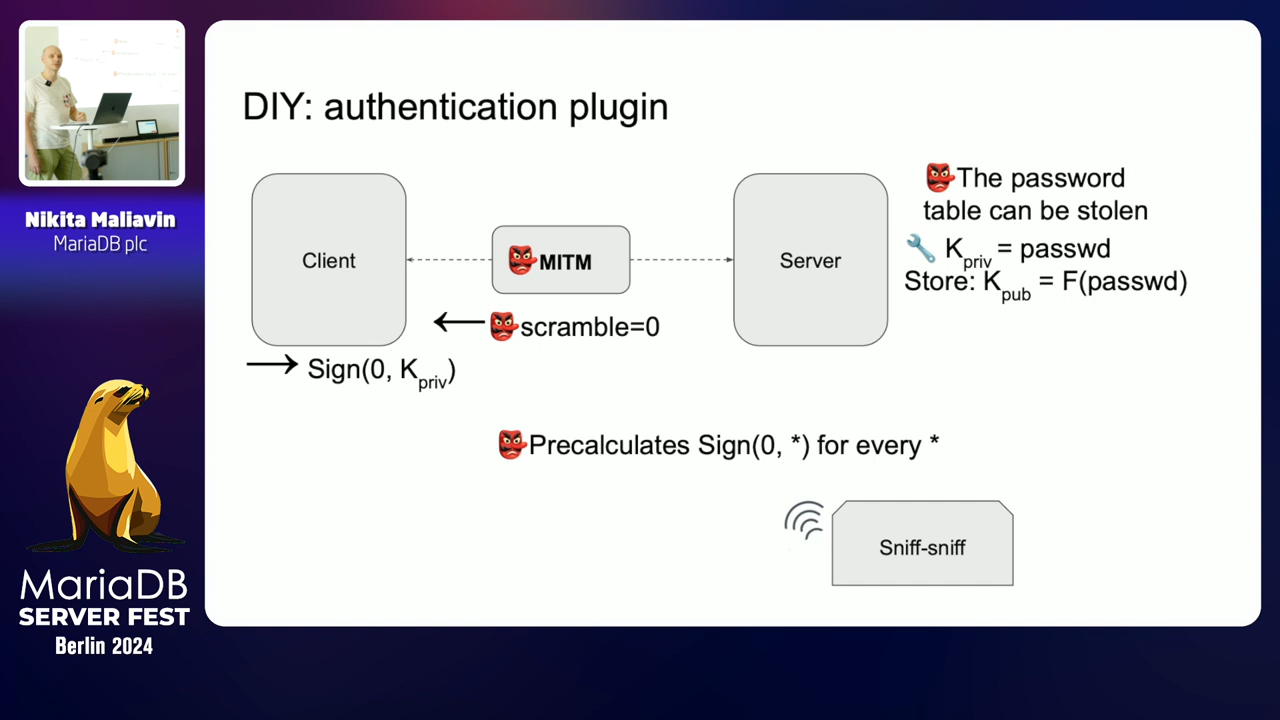 DIY: authentication plugin
Client
MITM
Server
The password
table can be stolen
Kpriv = passwd
Store: Kpub = F(passwd)
scramble=0
Sign(0, Kpriv)
Precalculates Sign(0, *) for every *
Sniff-sniff
Nikita Maliavin
MariaDB plc
MariaDB
SERVER FEST
Berlin 2024